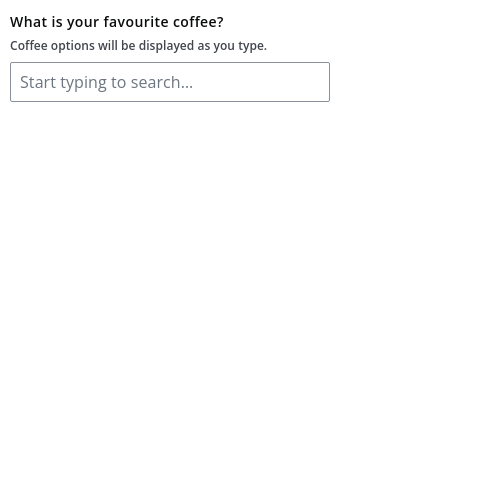 What is your favourite coffee?
Coffee options will be displayed as you type.
Start typing to search...